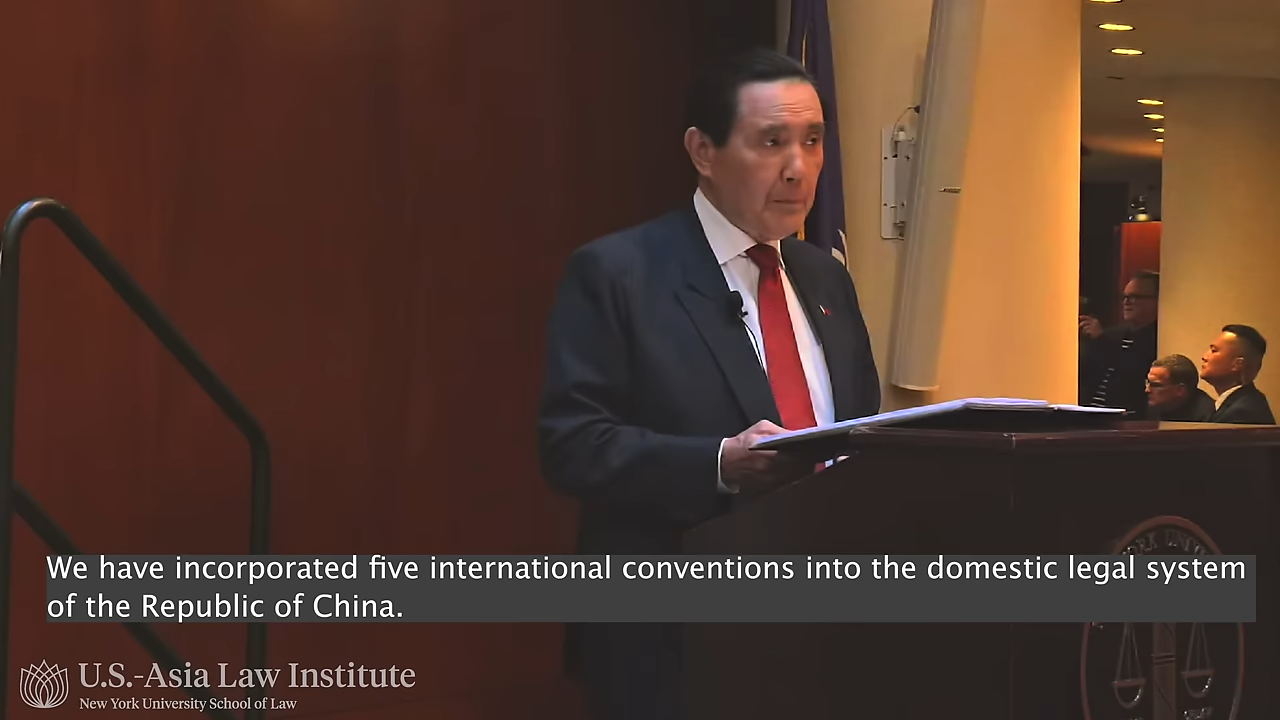 We have incorporated five international conventions into the domestic legal system
of the Republic of China.
U.S.-Asia Law Institute
New York University School of Law